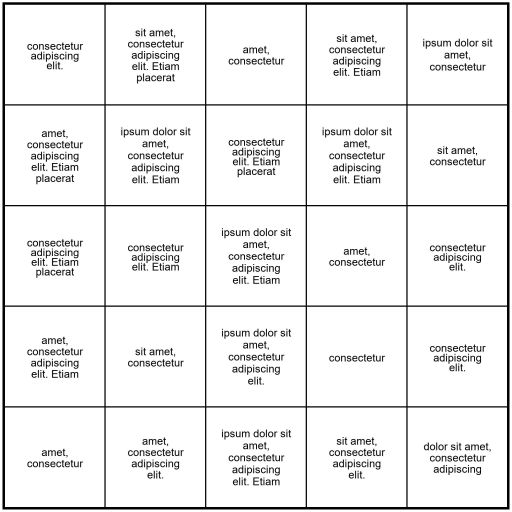 consectetur
adipiscing
elit.
sit amet,
consectetur
adipiscing
elit. Etiam
placerat
amet,
consectetur
sit amet,
consectetur
adipiscing
elit. Etiam
ipsum dolor sit
amet,
consectetur
amet,
consectetur
adipiscing
elit. Etiam
placerat
ipsum dolor sit
amet,
consectetur
adipiscing
elit. Etiam
consectetur
adipiscing
elit. Etiam
placerat
ipsum dolor sit
amet,
consectetur
adipiscing
elit. Etiam
sit amet,
consectetur
consectetur
adipiscing
elit. Etiam
placerat
consectetur
adipiscing
elit. Etiam
ipsum dolor sit
amet,
consectetur
adipiscing
elit. Etiam
amet,
consectetur
consectetur
adipiscing
elit.
amet,
consectetur
adipiscing
elit. Etiam
sit amet,
consectetur
ipsum dolor sit
amet,
consectetur
adipiscing
elit.
consectetur
consectetur
adipiscing
elit.
amet,
consectetur
amet,
consectetur
adipiscing
elit.
ipsum dolor sit
amet,
consectetur
adipiscing
elit. Etiam
sit amet,
consectetur
adipiscing
elit.
dolor sit amet,
consectetur
adipiscing